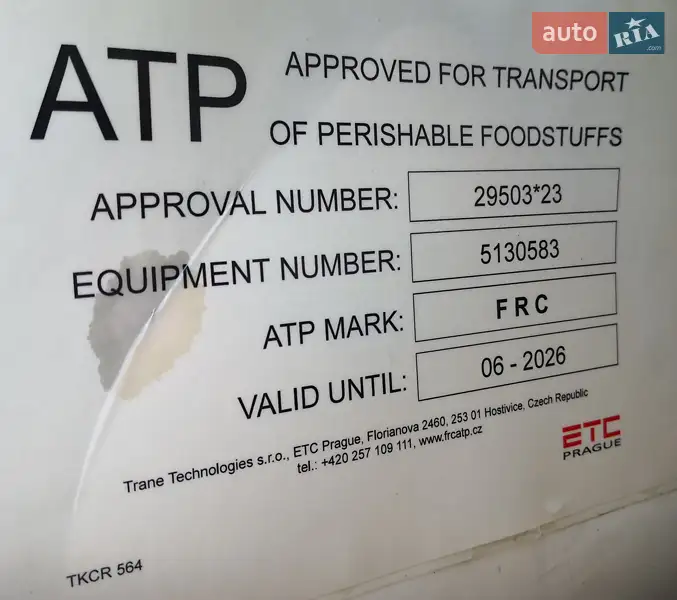 auto RIA .com
ATP
APPROVED FOR TRANSPORT
OF PERISHABLE FOODSTUFFS
APPROVAL NUMBER: 29503*23
EQUIPMENT NUMBER: 5130583
ATP MARK: FRC
VALID UNTIL: 06 - 2026
Trane Technologies s.r.o., ETC Prague, Florianova 2460, 253 01 Hostivice, Czech Republic
tel.: +420 257 109 111, www.frcatp.cz
ETC
PRAGUE
TKCR 564